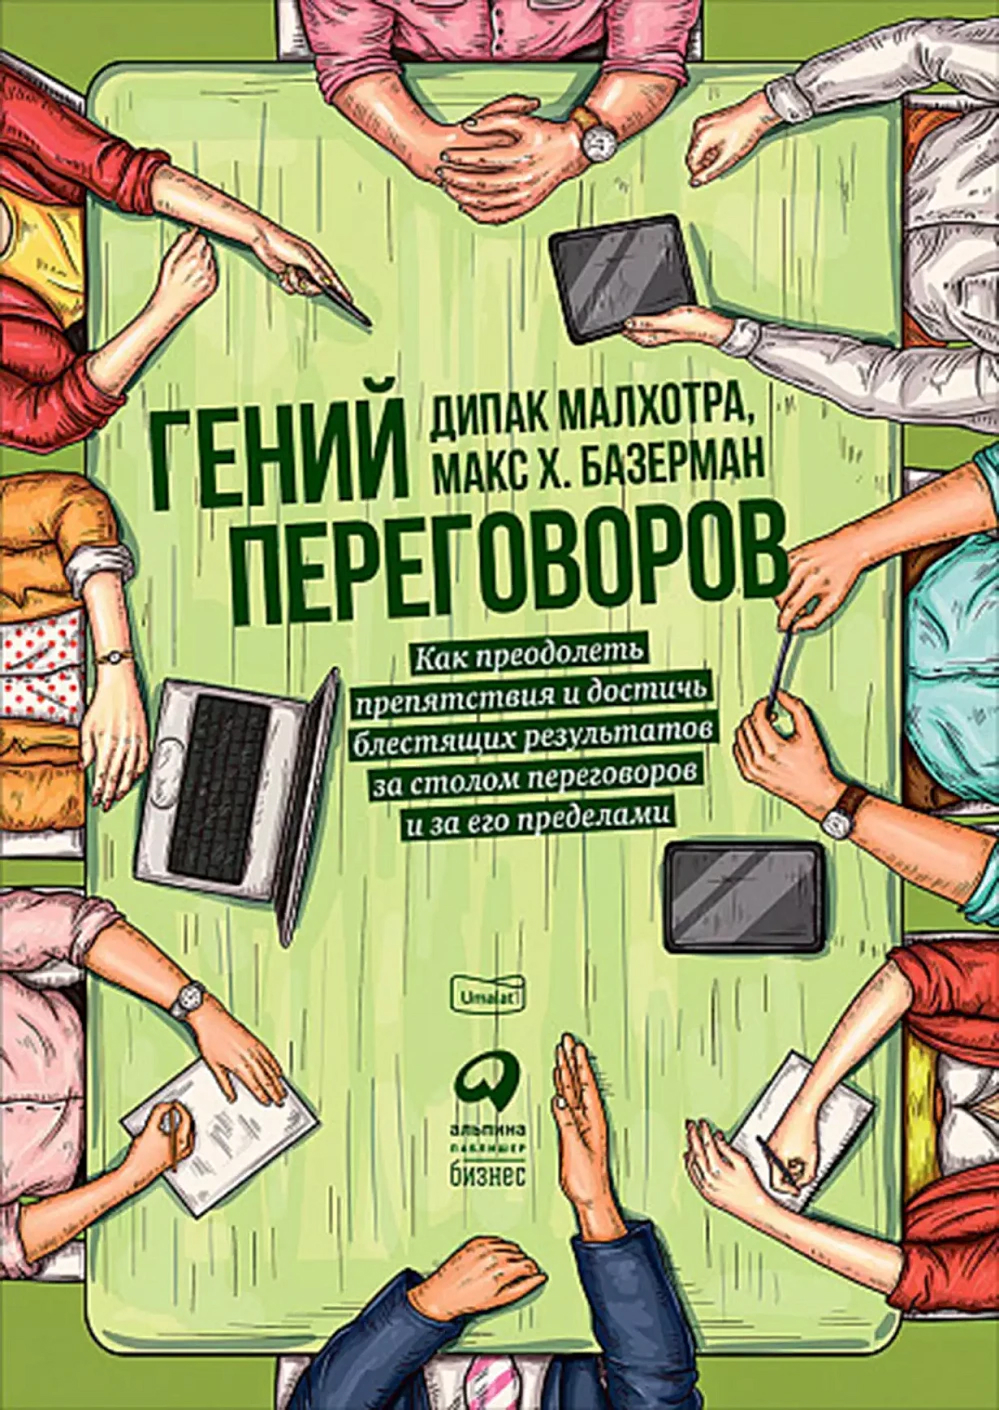 ГЕНИЙ
ДИПАК МАЛХОТРА,
МАКС Х. БАЗЕРМАН
ПЕРЕГОВОРОВ
Как преодолеть
препятствия и достичь
блестящих результатов
за столом переговоров
и за его пределами
Umalat
альпина
ПАБЛИШЕР
бизнес